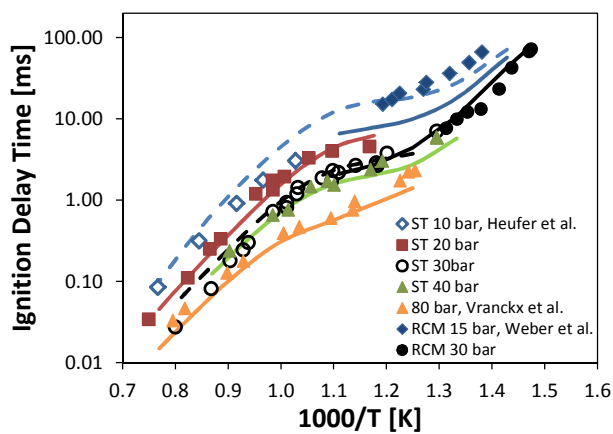 Ignition Delay Time [ms]
100.00
10.00
1.00
0.10
0.01
ST 10 bar, Heufer et al.
ST 20 bar
ST 30bar
ST 40 bar
80 bar, Vranckx et al.
RCM 15 bar, Weber et al.
RCM 30 bar
0.7 0.8 0.9 1.0 1.1 1.2 1.3 1.4 1.5 1.6
1000/T [K]